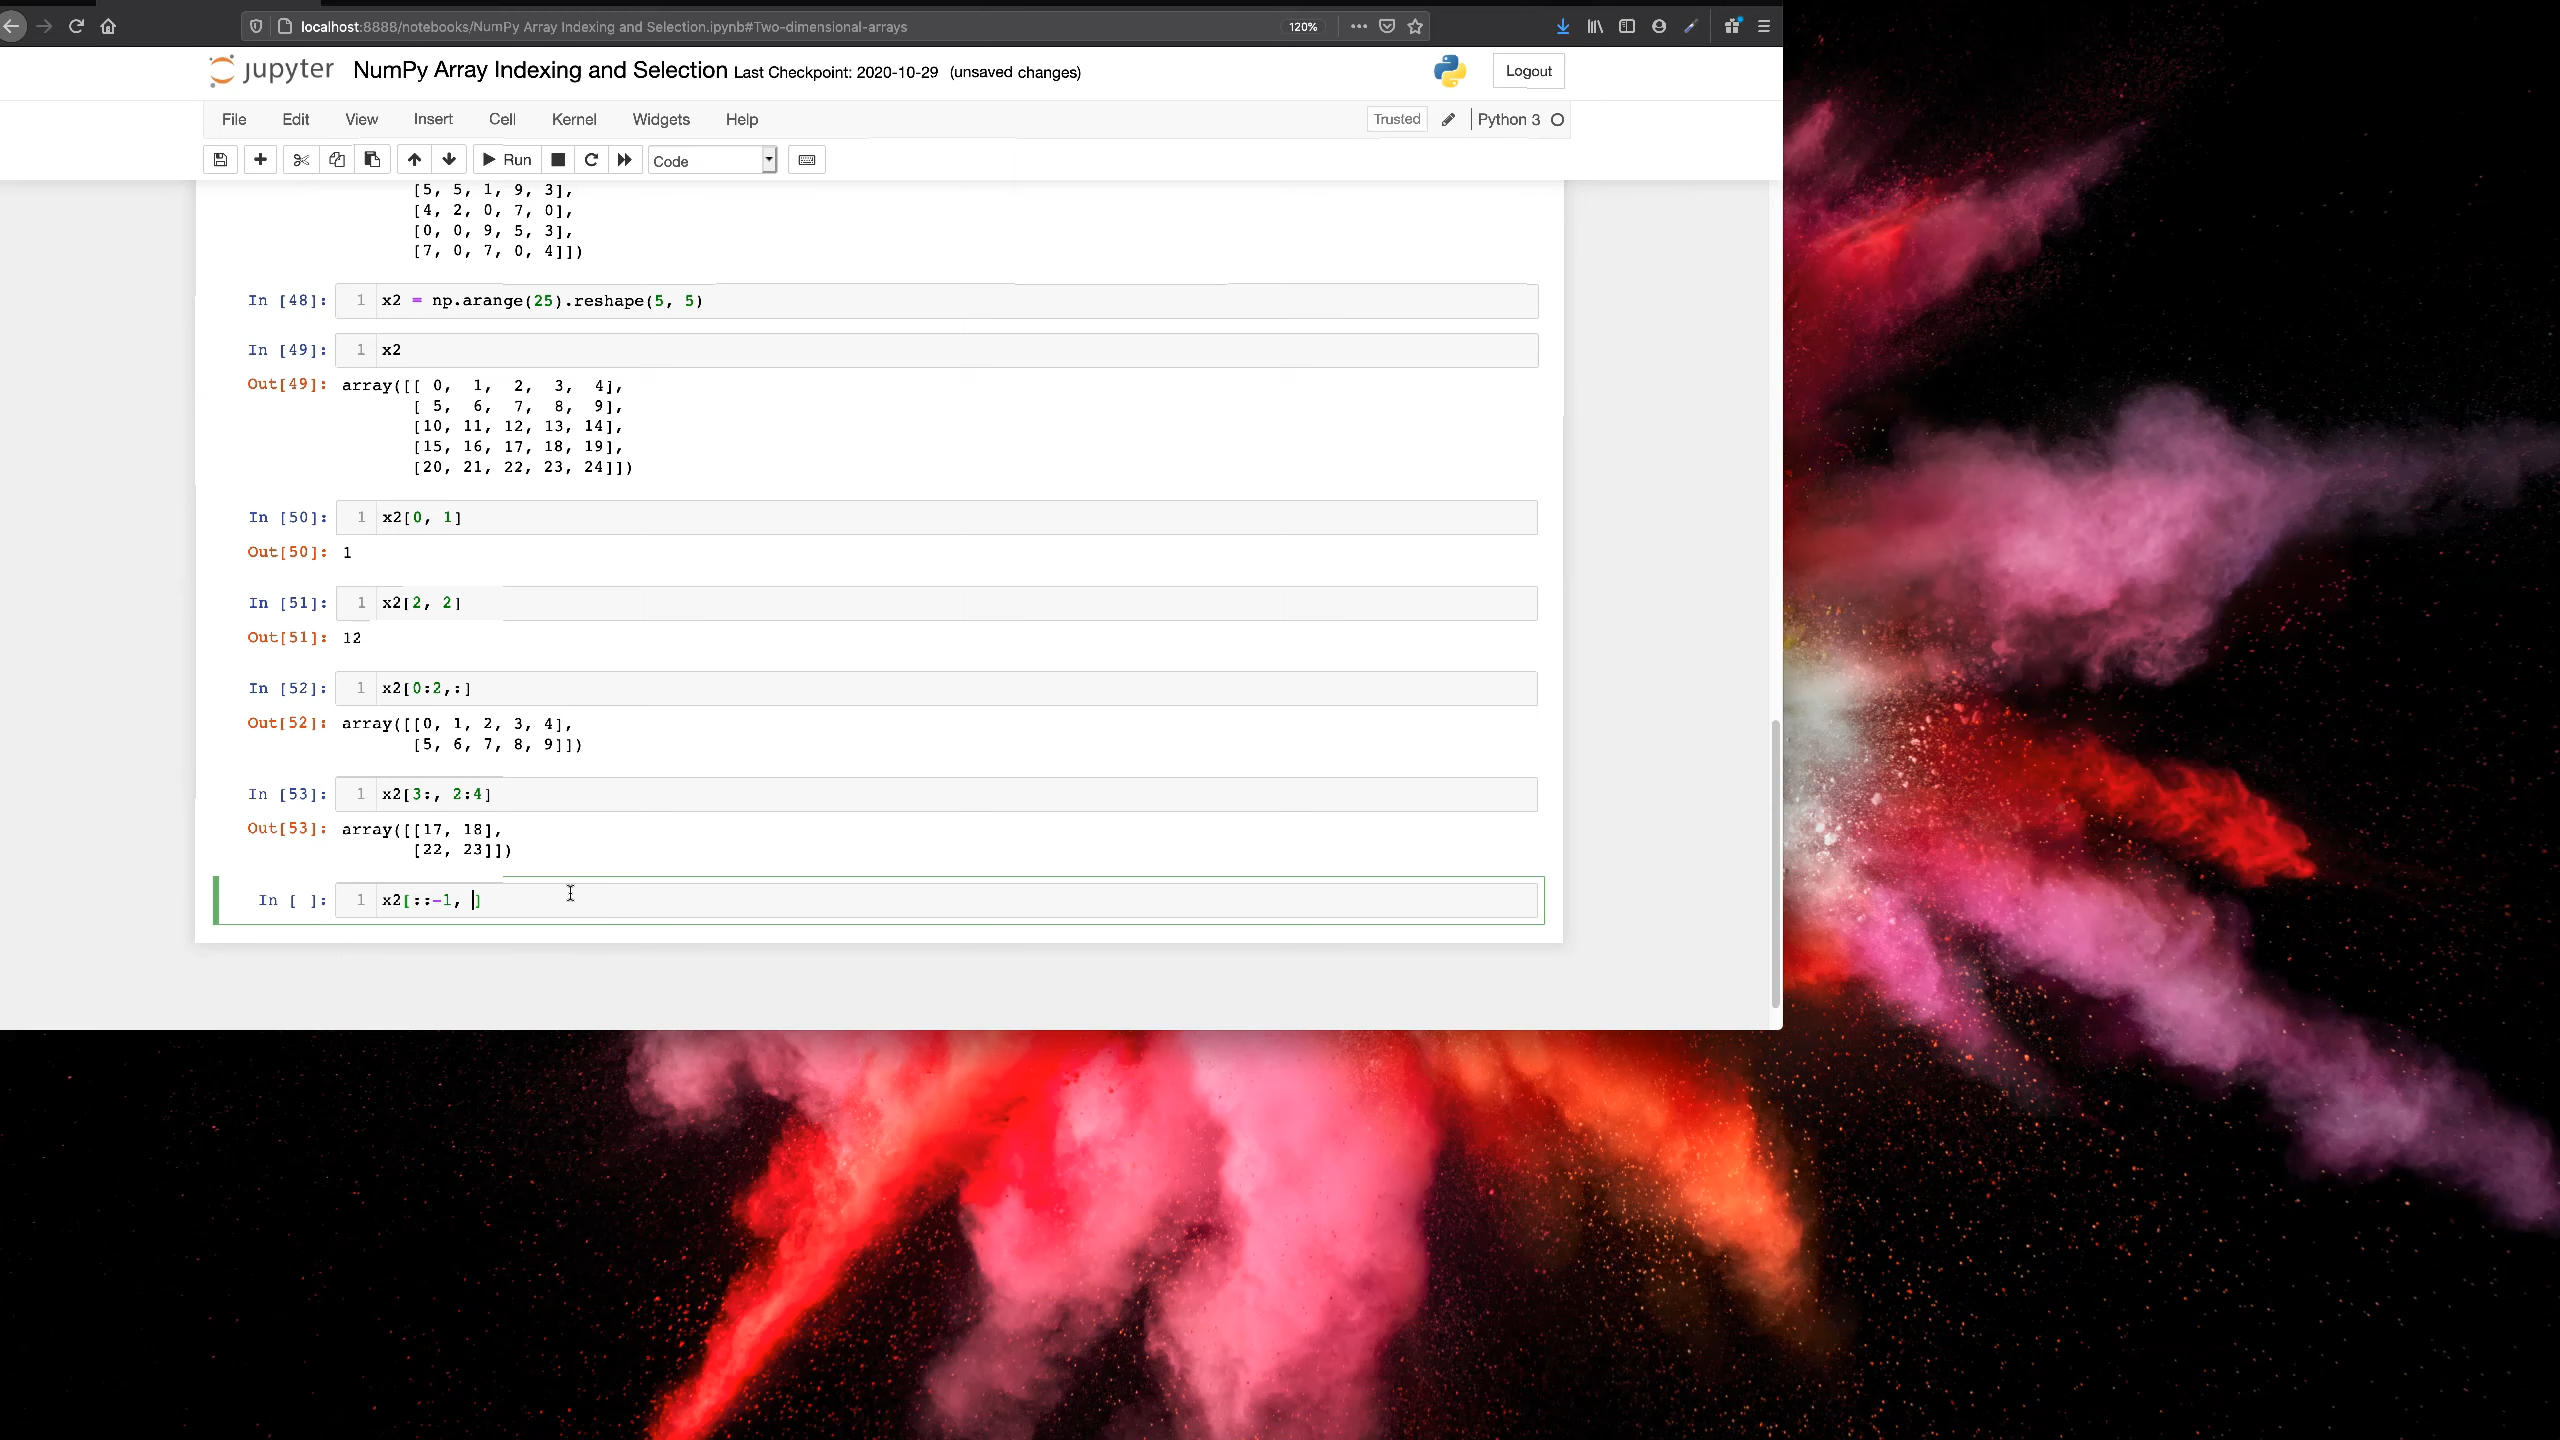 localhost:8888/notebooks/NumPy Array Indexing and Selection.ipynb#Two-dimensional-arrays 120%
jupyter NumPy Array Indexing and Selection Last Checkpoint: 2020-10-29 (unsaved changes) Logout
File Edit View Insert Cell Kernel Widgets Help Trusted Python 3
Run Code
[5, 5, 1, 9, 3],
[4, 2, 0, 7, 0],
[0, 0, 9, 5, 3],
[7, 0, 7, 0, 4]])
In [48]: 1 x2 = np.arange(25).reshape(5, 5)
In [49]: 1 x2
Out[49]: array([[ 0, 1, 2, 3, 4],
[ 5, 6, 7, 8, 9],
[10, 11, 12, 13, 14],
[15, 16, 17, 18, 19],
[20, 21, 22, 23, 24]])
In [50]: 1 x2[0, 1]
Out[50]: 1
In [51]: 1 x2[2, 2]
Out[51]: 12
In [52]: 1 x2[0:2,:]
Out[52]: array([[0, 1, 2, 3, 4],
[5, 6, 7, 8, 9]])
In [53]: 1 x2[3:, 2:4]
Out[53]: array([[17, 18],
[22, 23]])
In [ ]: 1 x2[::-1, ]